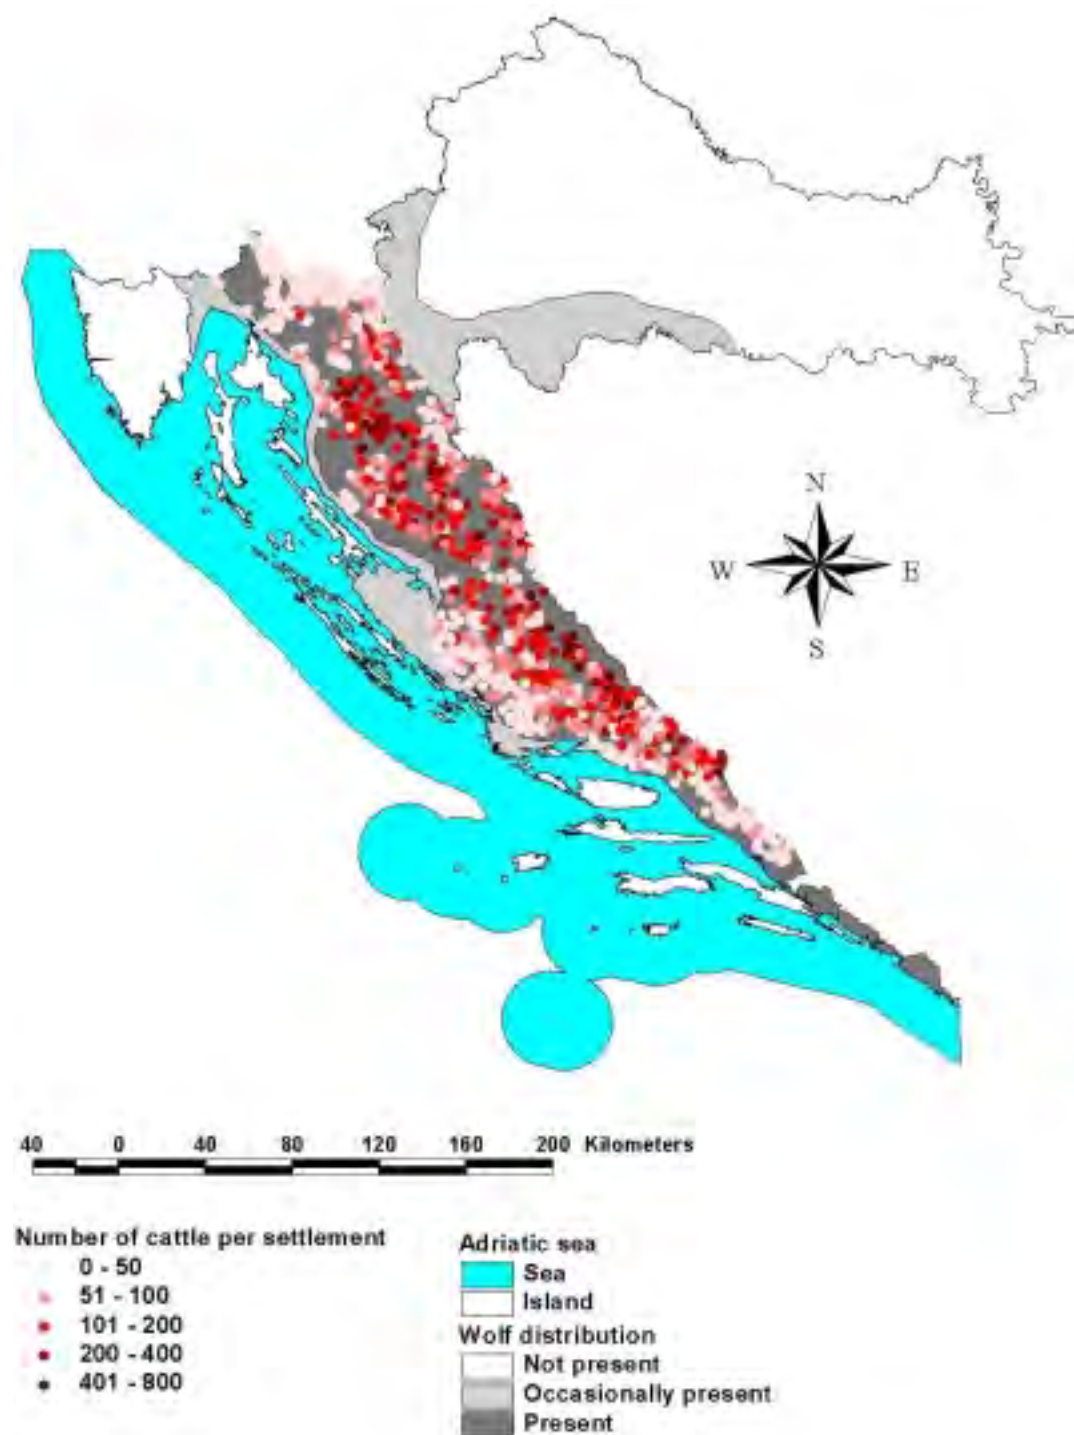 N
W E
S
40 0 40 80 120 160 200 Kilometers
Number of cattle per settlement
0 - 50
51 - 100
101 - 200
200 - 400
401 - 800
Adriatic sea
Sea
Island
Wolf distribution
Not present
Occasionally present
Present